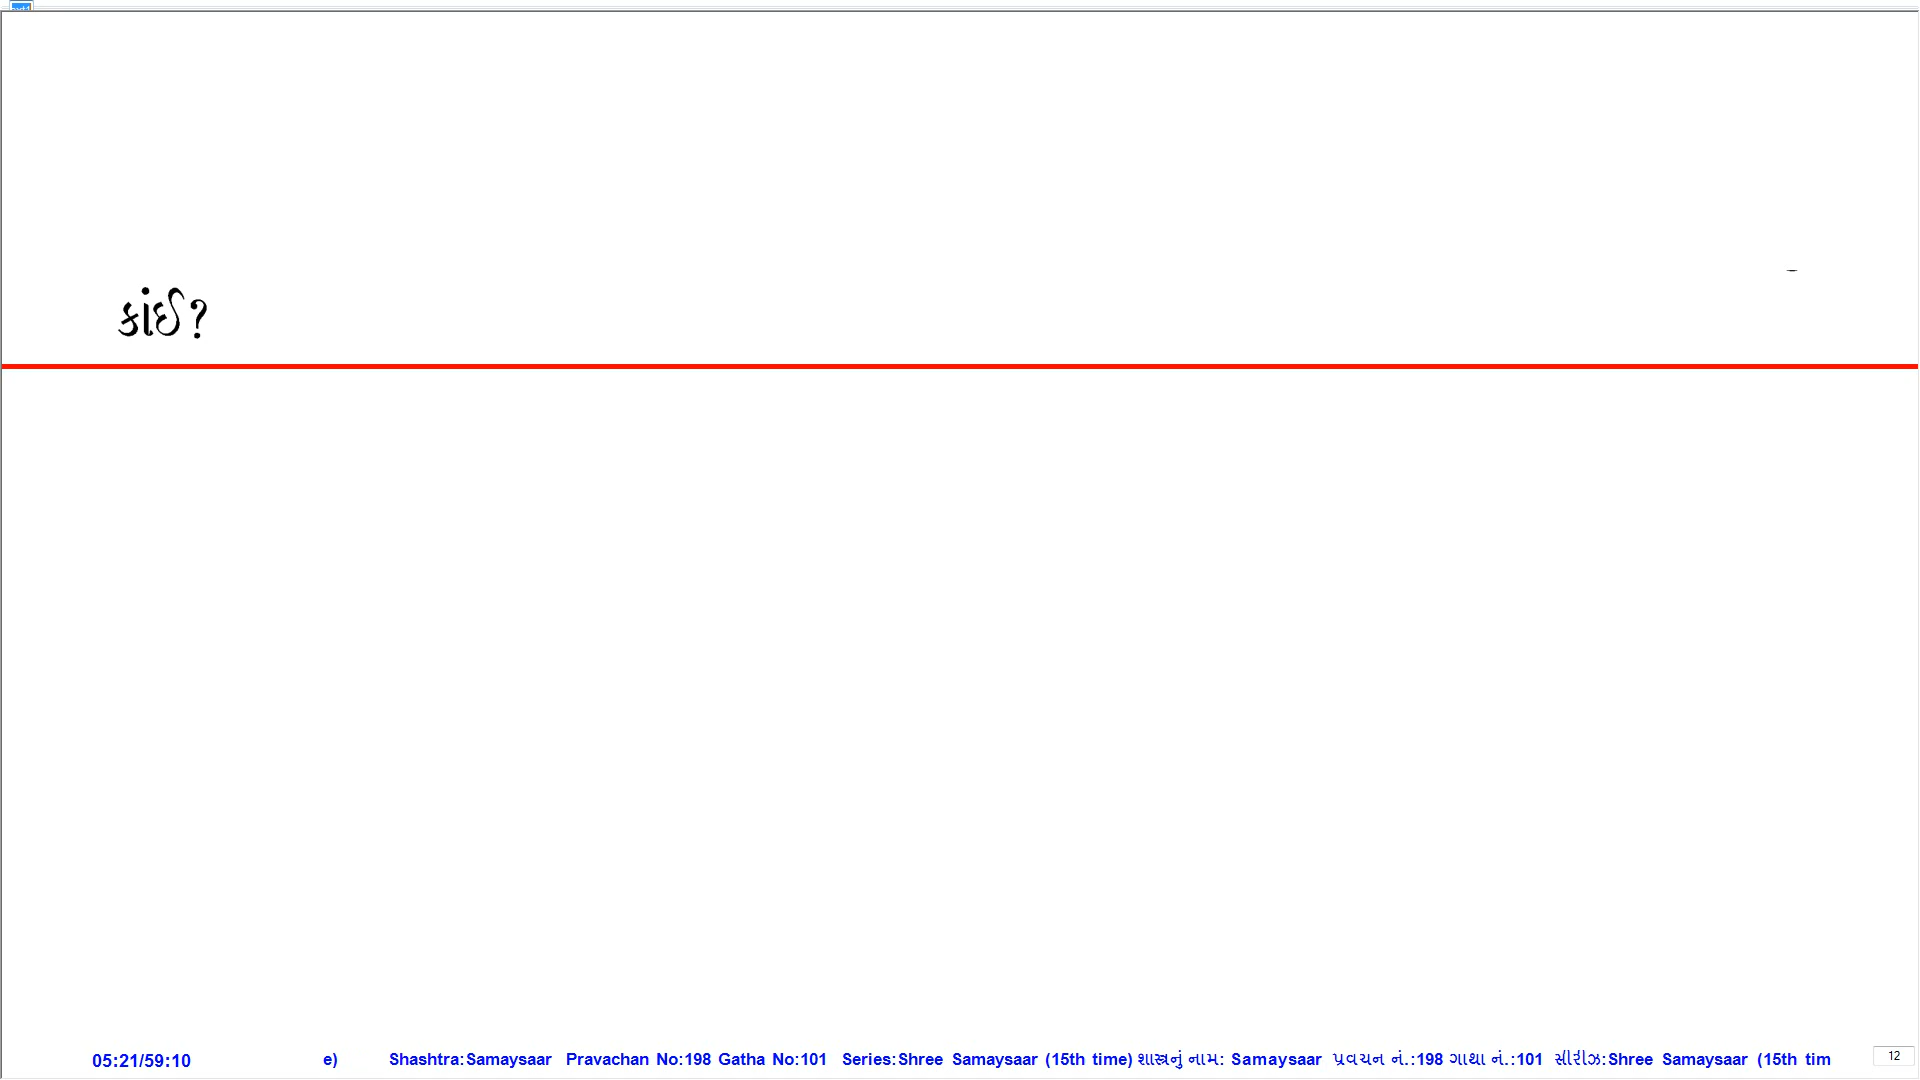 કાંઈ?
05:21/59:10 e) Shashtra:Samaysaar Pravachan No:198 Gatha No:101 Series:Shree Samaysaar (15th time) શાસ્ત્રનું નામ: Samaysaar પ્રવચન નં.:198 ગાથા નં.:101 સીરીઝ:Shree Samaysaar (15th tim 12